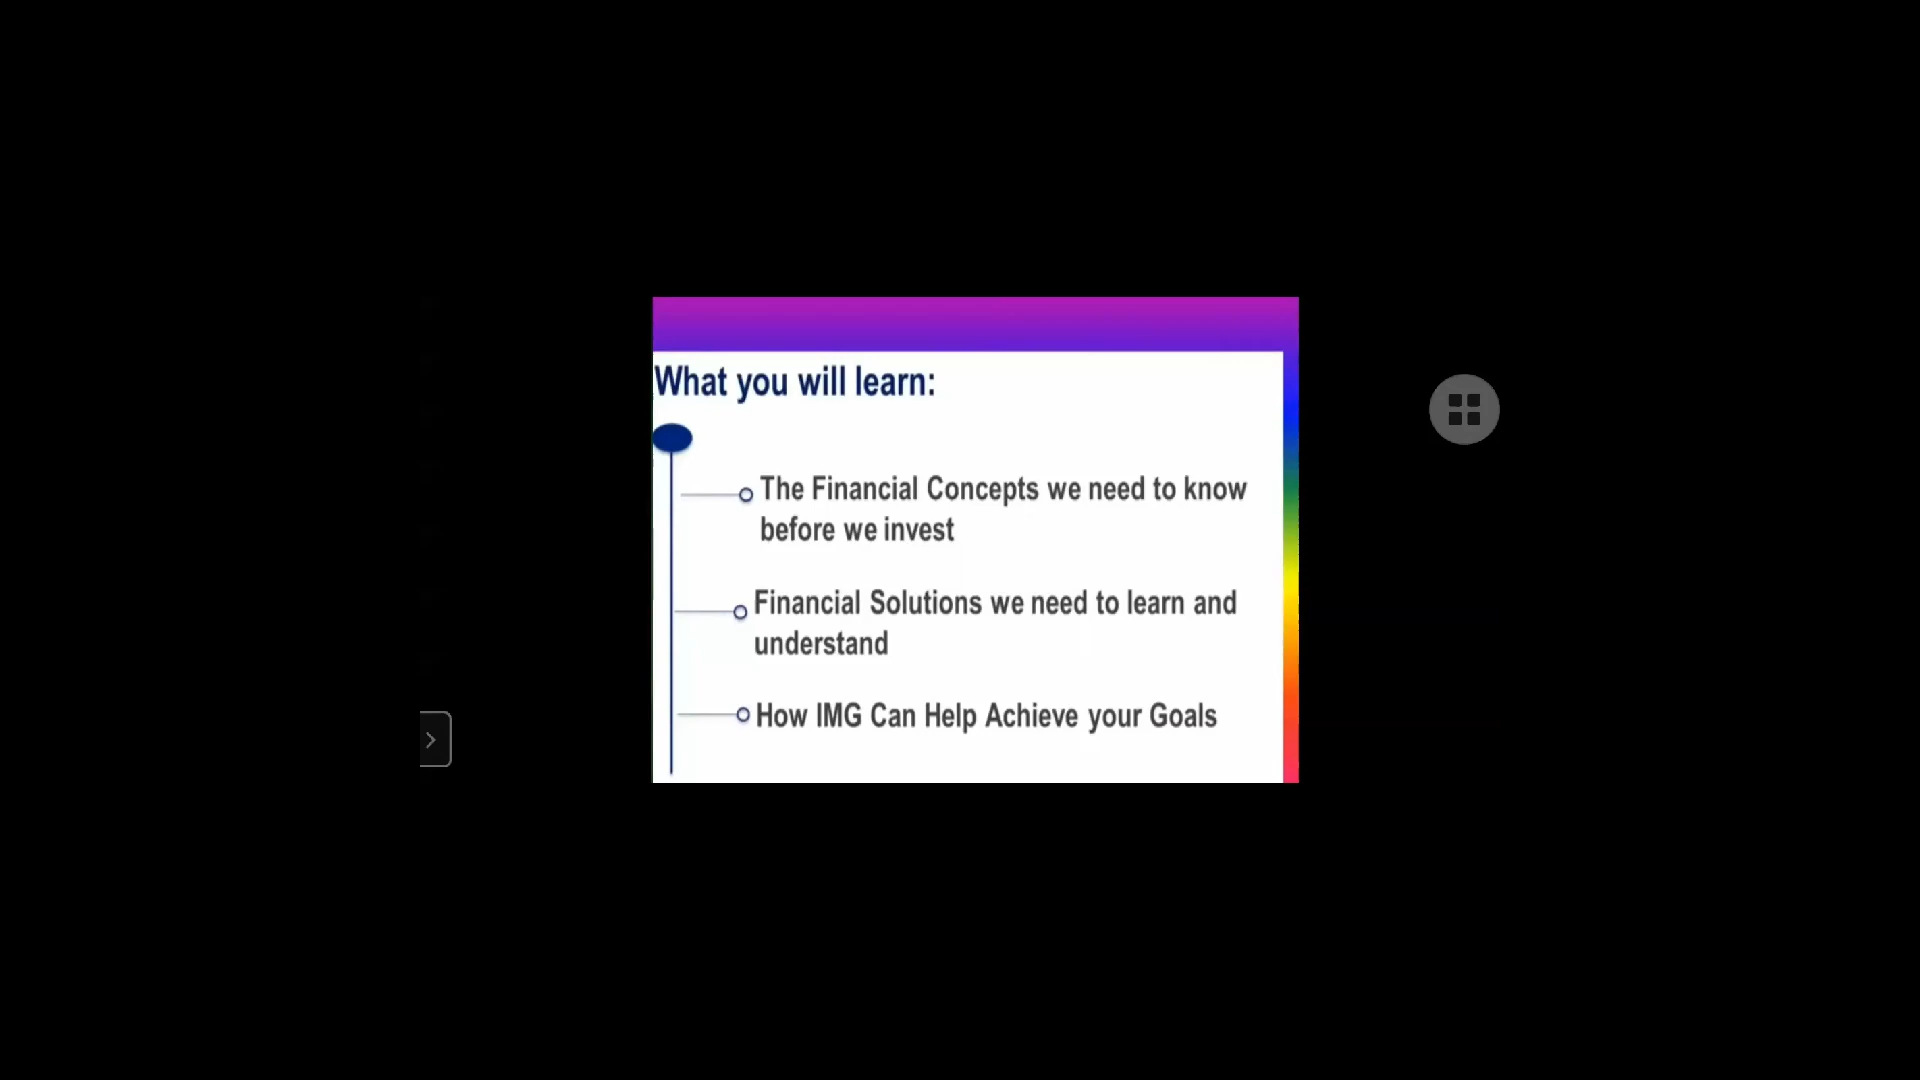 What you will learn:
The Financial Concepts we need to know
before we invest
Financial Solutions we need to learn and
understand
How IMG Can Help Achieve your Goals